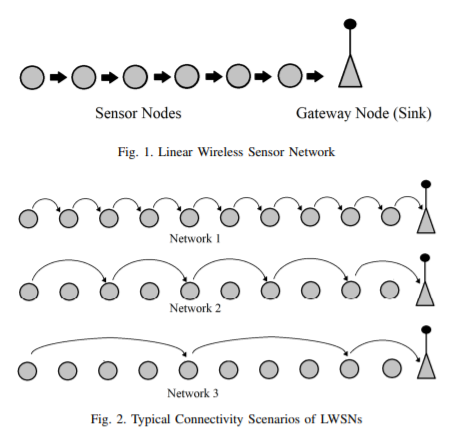 Sensor Nodes
Gateway Node (Sink)
Fig. 1. Linear Wireless Sensor Network
Network 1
Network 2
Network 3
Fig. 2. Typical Connectivity Scenarios of LWSNs